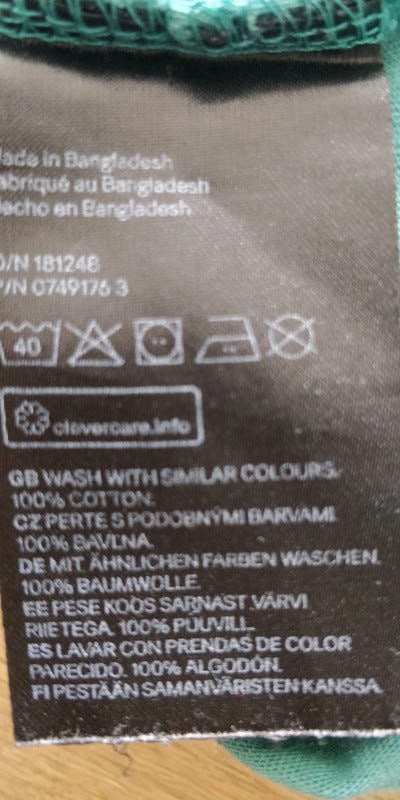 ade in Bangladesh
abriqué au Bangladesh
echo en Bangladesh
/N 181248
/N 0749176 3
40
clevercare.info
GB WASH WITH SIMILAR COLOURS.
100% COTTON.
CZ PERTE S PODOBNÝMI BARVAMI.
100% BAVLNA.
DE MIT ÄHNLICHEN FARBEN WASCHEN.
100% BAUMWOLLE.
EE PESE KOOS SARNAST VÄRVI
RIIETEGA. 100% PUUVILL.
ES LAVAR CON PRENDAS DE COLOR
PARECIDO. 100% ALGODÓN.
FI PESTÄÄN SAMANVÄRISTEN KANSSA.